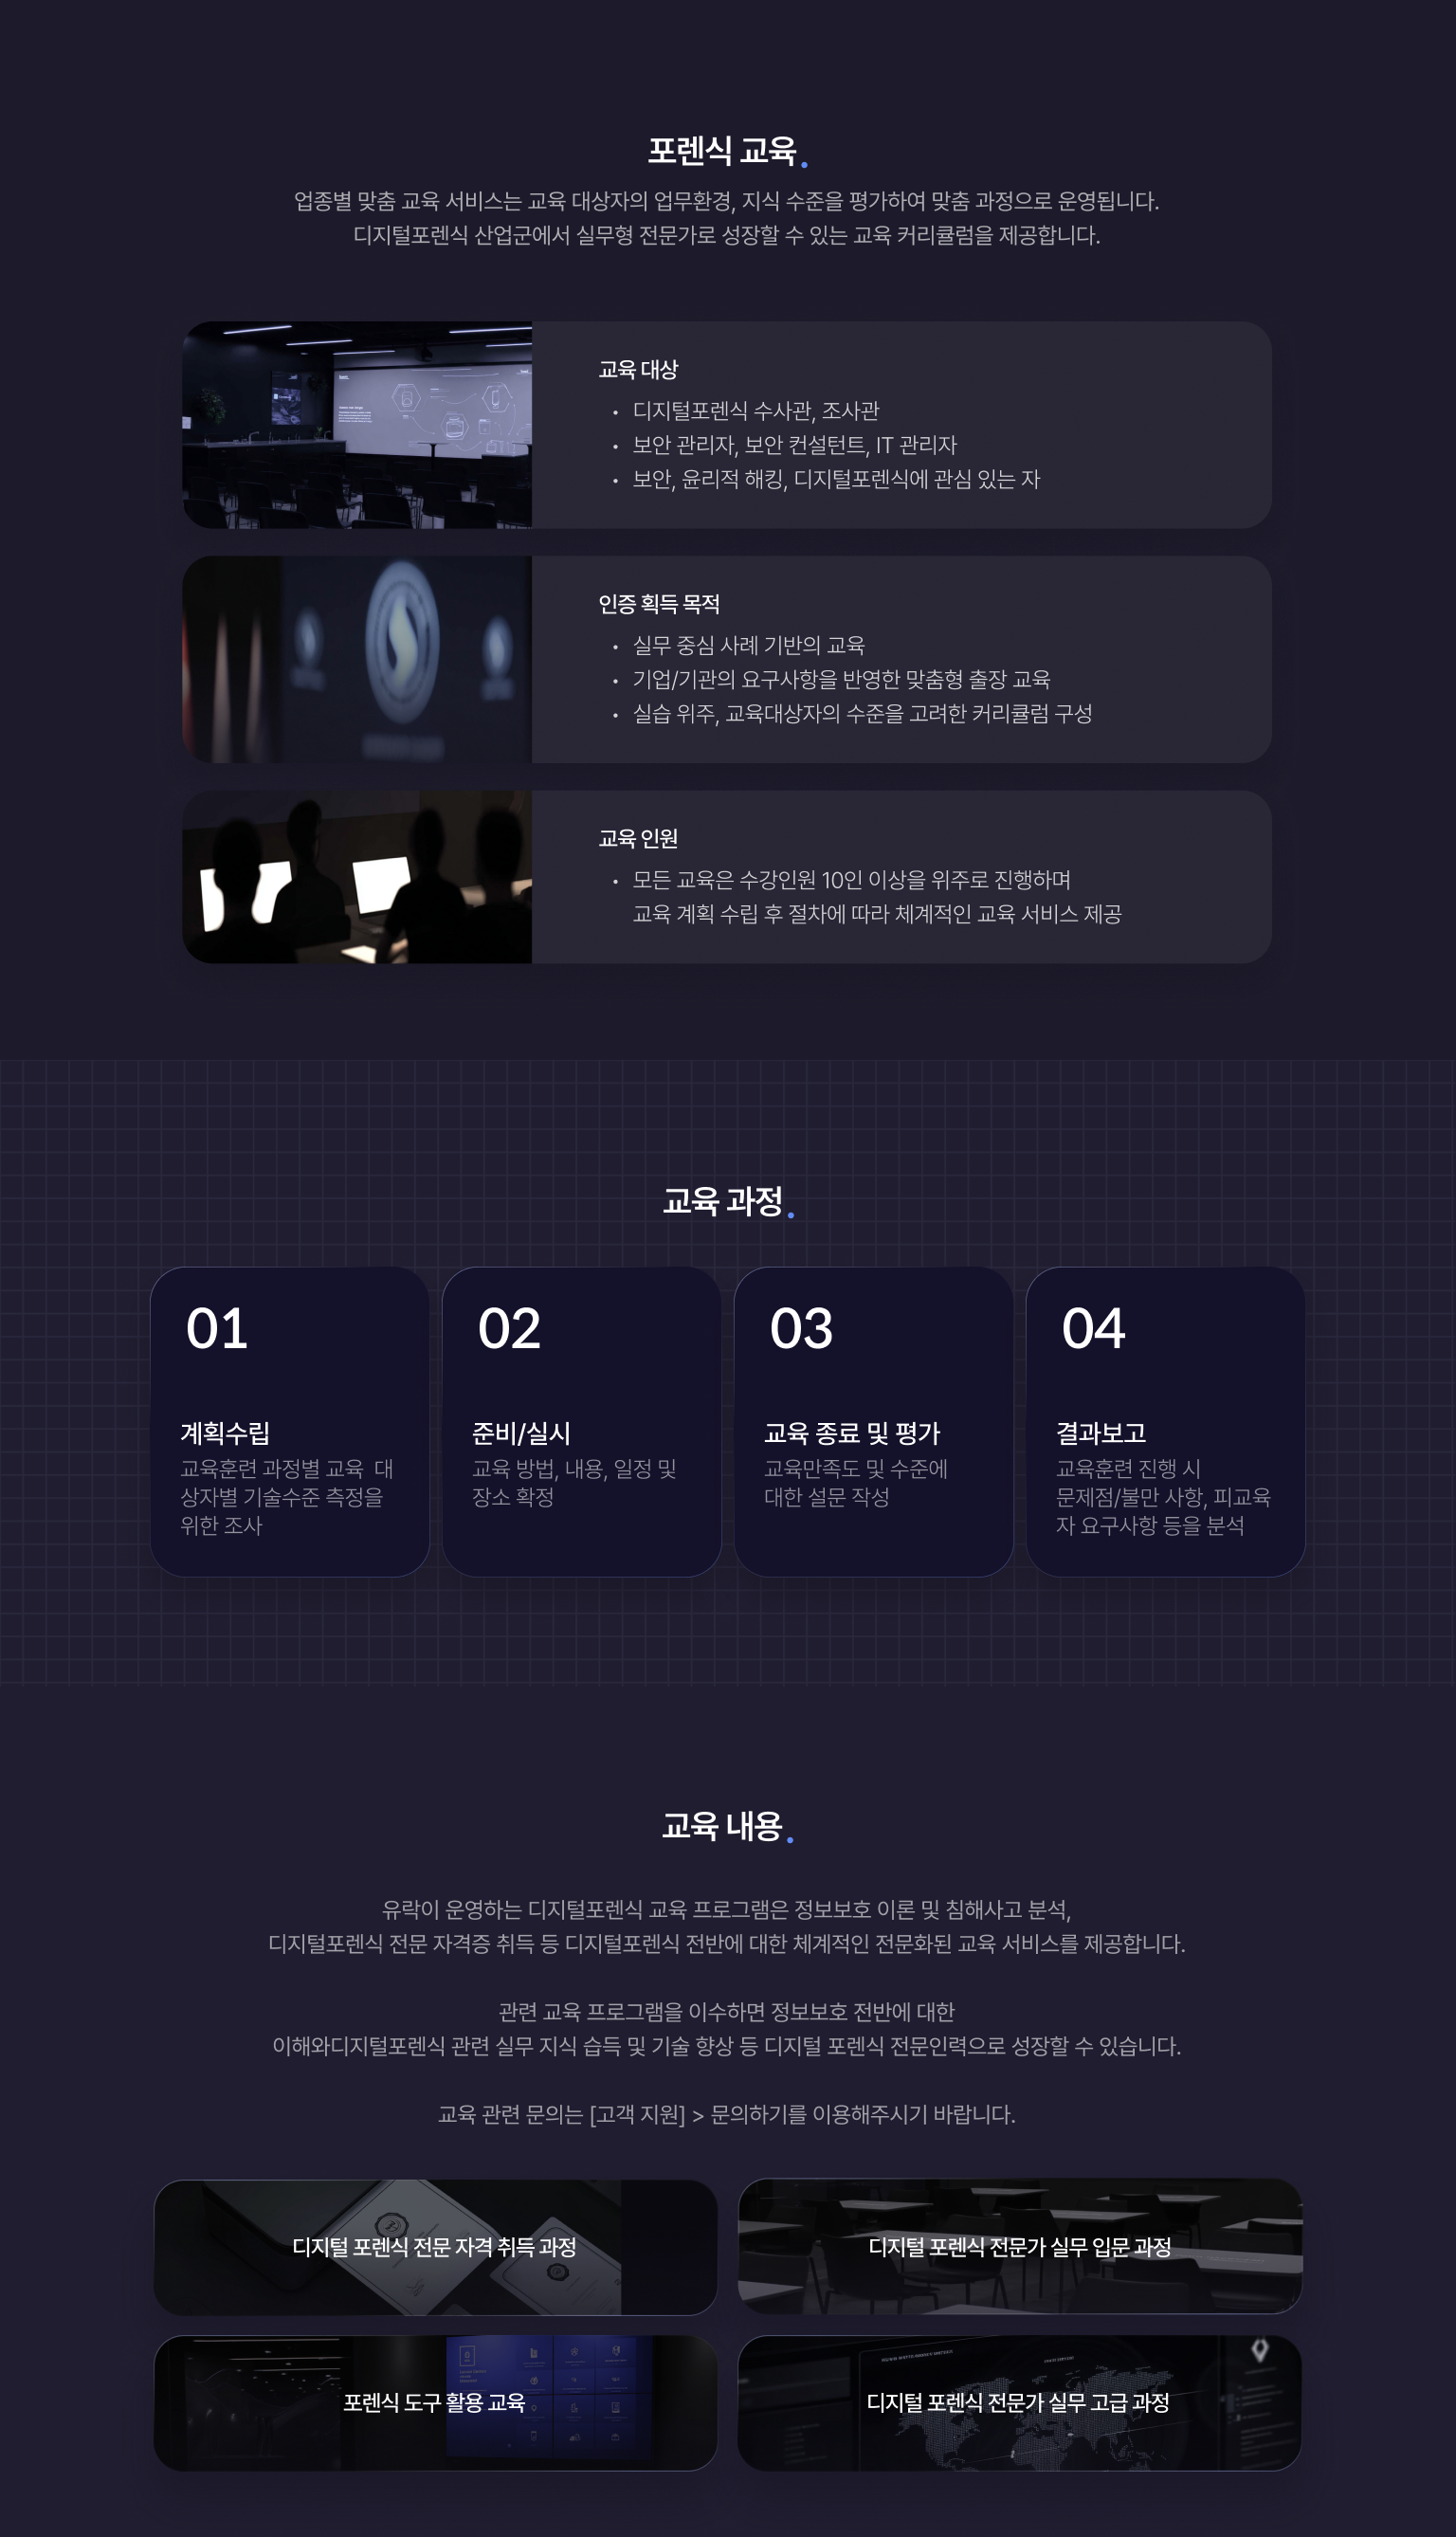 포렌식 교육.
업종별 맞춤 교육 서비스는 교육 대상자의 업무환경, 지식 수준을 평가하여 맞춤 과정으로 운영됩니다.
디지털포렌식 산업군에서 실무형 전문가로 성장할 수 있는 교육 커리큘럼을 제공합니다.
교육 대상
• 디지털포렌식 수사관, 조사관
• 보안 관리자, 보안 컨설턴트, IT 관리자
• 보안, 윤리적 해킹, 디지털포렌식에 관심 있는 자
인증 획득 목적
• 실무 중심 사례 기반의 교육
• 기업/기관의 요구사항을 반영한 맞춤형 출장 교육
• 실습 위주, 교육대상자의 수준을 고려한 커리큘럼 구성
교육 인원
• 모든 교육은 수강인원 10인 이상을 위주로 진행하며
교육 계획 수립 후 절차에 따라 체계적인 교육 서비스 제공
교육 과정.
01
계획수립
교육훈련 과정별 교육 대
상자별 기술수준 측정을
위한 조사
02
준비/실시
교육 방법, 내용, 일정 및
장소 확정
03
교육 종료 및 평가
교육만족도 및 수준에
대한 설문 작성
04
결과보고
교육훈련 진행 시
문제점/불만 사항, 피교육
자 요구사항 등을 분석
교육 내용.
유락이 운영하는 디지털포렌식 교육 프로그램은 정보보호 이론 및 침해사고 분석,
디지털포렌식 전문 자격증 취득 등 디지털포렌식 전반에 대한 체계적인 전문화된 교육 서비스를 제공합니다.
관련 교육 프로그램을 이수하면 정보보호 전반에 대한
이해와디지털포렌식 관련 실무 지식 습득 및 기술 향상 등 디지털 포렌식 전문인력으로 성장할 수 있습니다.
교육 관련 문의는 [고객 지원] > 문의하기를 이용해주시기 바랍니다.
디지털 포렌식 전문 자격 취득 과정
디지털 포렌식 전문가 실무 입문 과정
포렌식 도구 활용 교육
디지털 포렌식 전문가 실무 고급 과정